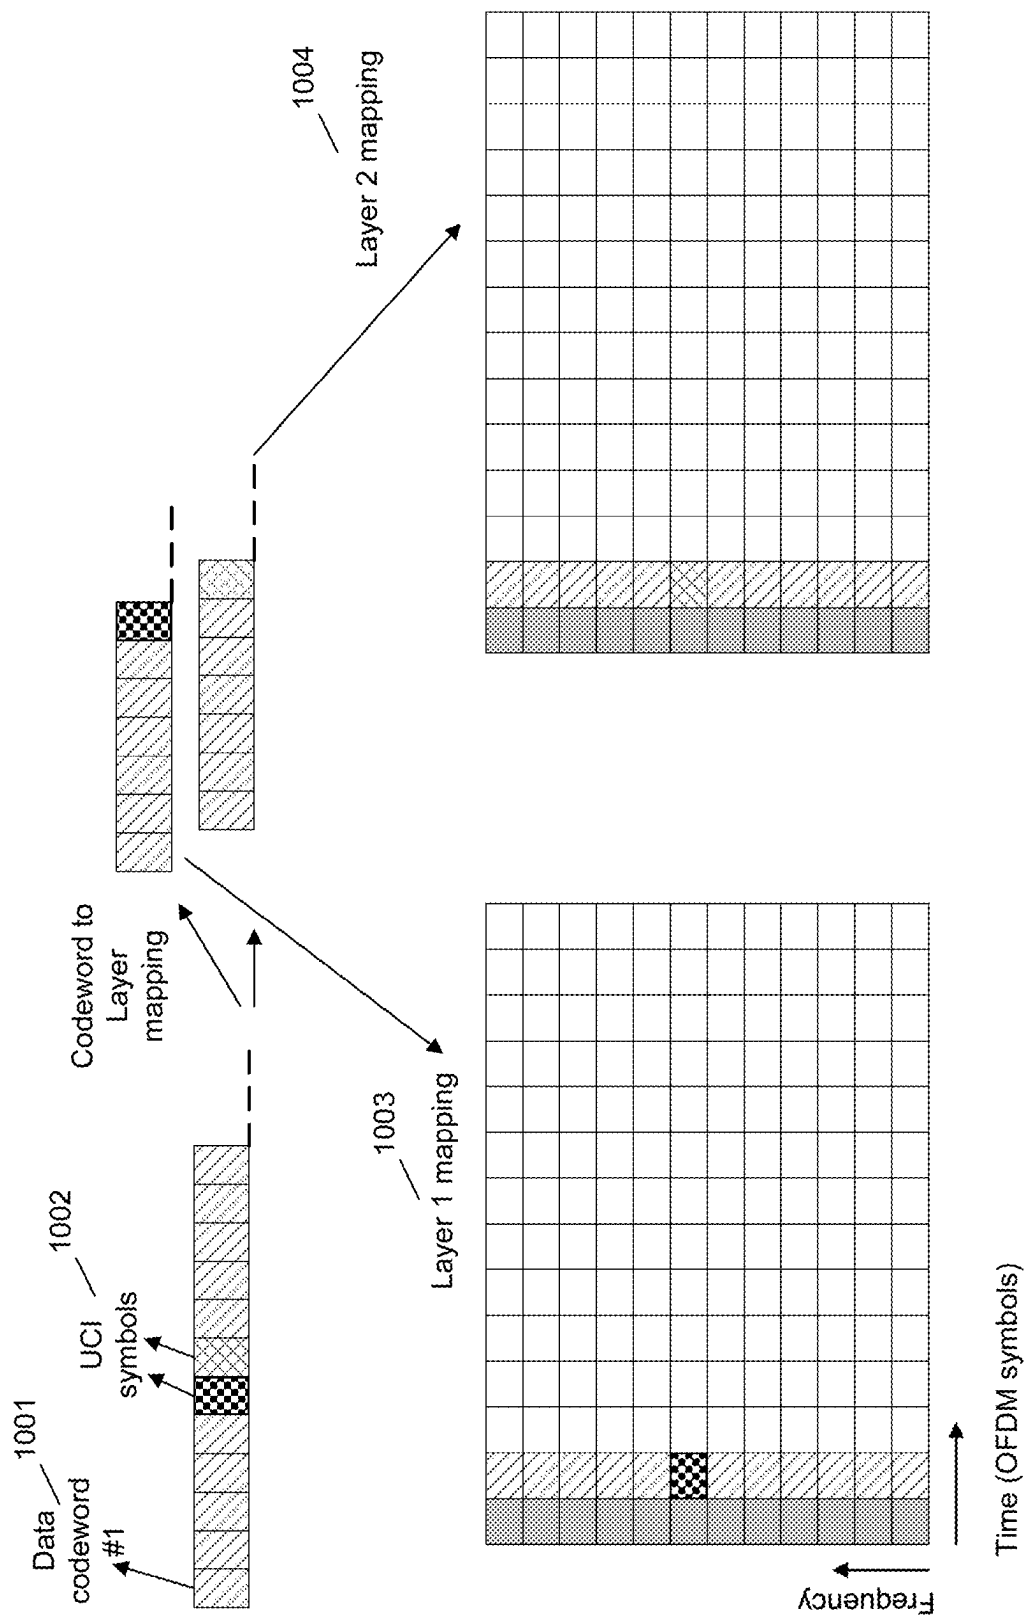 Data
codeword
#1
1001
UCI
symbols
1002
Codeword to
Layer
mapping
1003
Layer 1 mapping
1004
Layer 2 mapping
Frequency
Time (OFDM symbols)